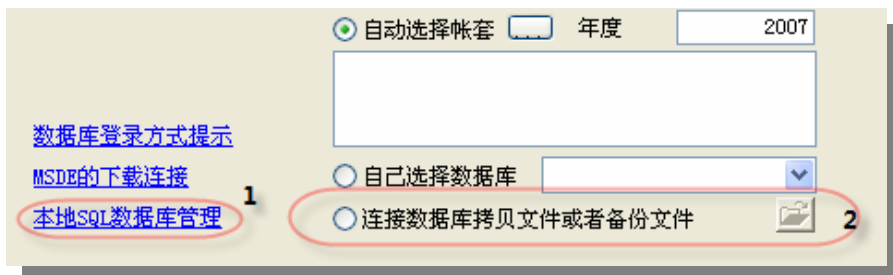 自动选择帐套 ... 年度 2007
数据库登录方式提示
MSDE的下载连接 自己选择数据库
1
本地SQL数据库管理 连接数据库拷贝文件或者备份文件 2